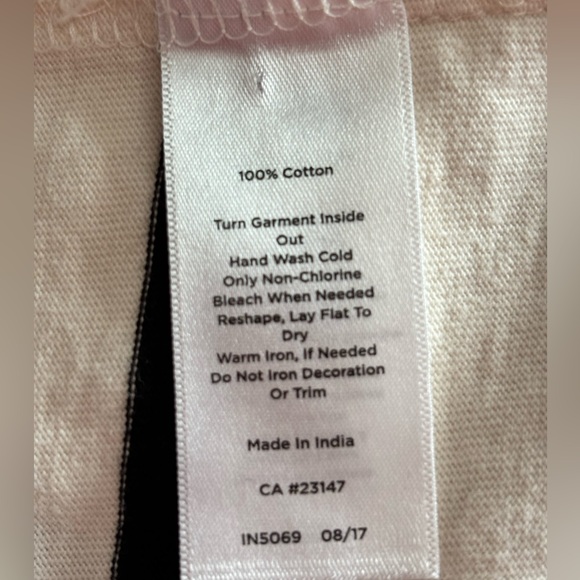 100% Cotton
Turn Garment Inside
Out
Hand Wash Cold
Only Non-Chlorine
Bleach When Needed
Reshape, Lay Flat To
Dry
Warm Iron, If Needed
Do Not Iron Decoration
Or Trim
Made In India
CA #23147
IN5069 08/17